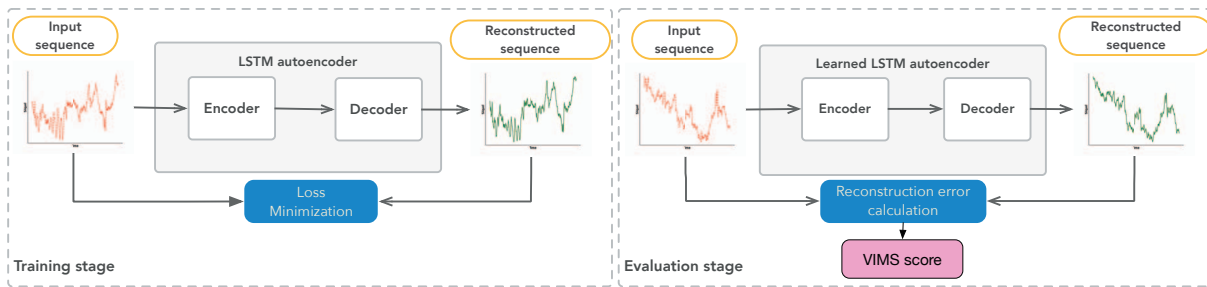 Input
sequence
Reconstructed
sequence
LSTM autoencoder
Encoder
Decoder
Loss
Minimization
Training stage
Input
sequence
Reconstructed
sequence
Learned LSTM autoencoder
Encoder
Decoder
Reconstruction error
calculation
VIMS score
Evaluation stage